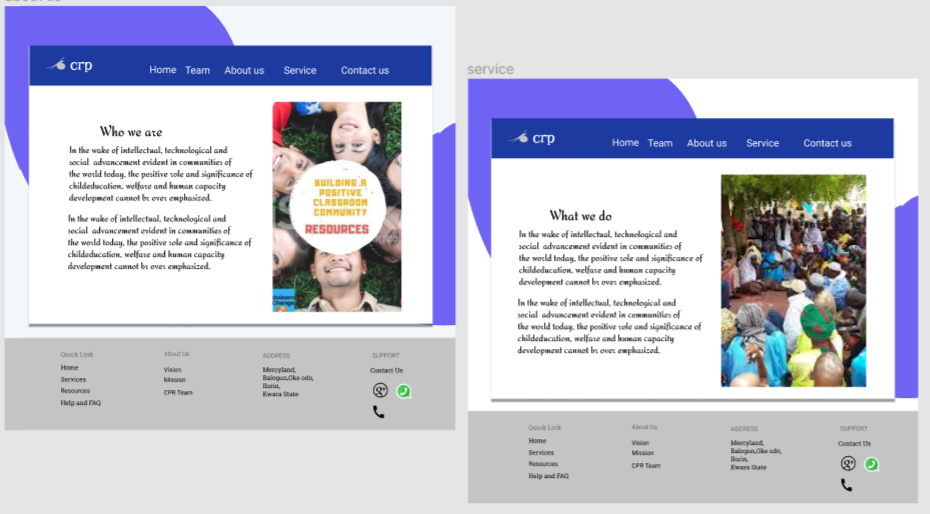 about us
crp
Home Team About us Service Contact us
Who we are
In the wake of intellectual, technological and
social advancement evident in communities of
the world today, the positive role and significance of
childeducation, welfare and human capacity
development cannot be over emphasized.
In the wake of intellectual, technological and
social advancement evident in communities of
the world today, the positive role and significance of
childeducation, welfare and human capacity
development cannot be over emphasized.
BUILDING A
POSITIVE
CLASSROOM
COMMUNITY
RESOURCES
Change
Quick Link
Home
Services
Resources
Help and FAQ
About Us
Vision
Mission
CPR Team
ADDRESS
Mercyland,
Baingun,Oke odo,
Ilorin,
Kwara State
SUPPORT
Contact Us
service
crp
Home Team About us Service Contact us
What we do
In the wake of intellectual, technological and
social advancement evident in communities of
the world today, the positive role and significance of
childeducation, welfare and human capacity
development cannot be over emphasized.
In the wake of intellectual, technological and
social advancement evident in communities of
the world today, the positive role and significance of
childeducation, welfare and human capacity
development cannot be over emphasized.
Quick Link
Home
Services
Resources
Help and FAQ
About Us
Vision
Mission
CPR Team
ADDRESS
Mercyland,
Baingun,Oke odo,
Ilorin,
Kwara State
SUPPORT
Contact Us